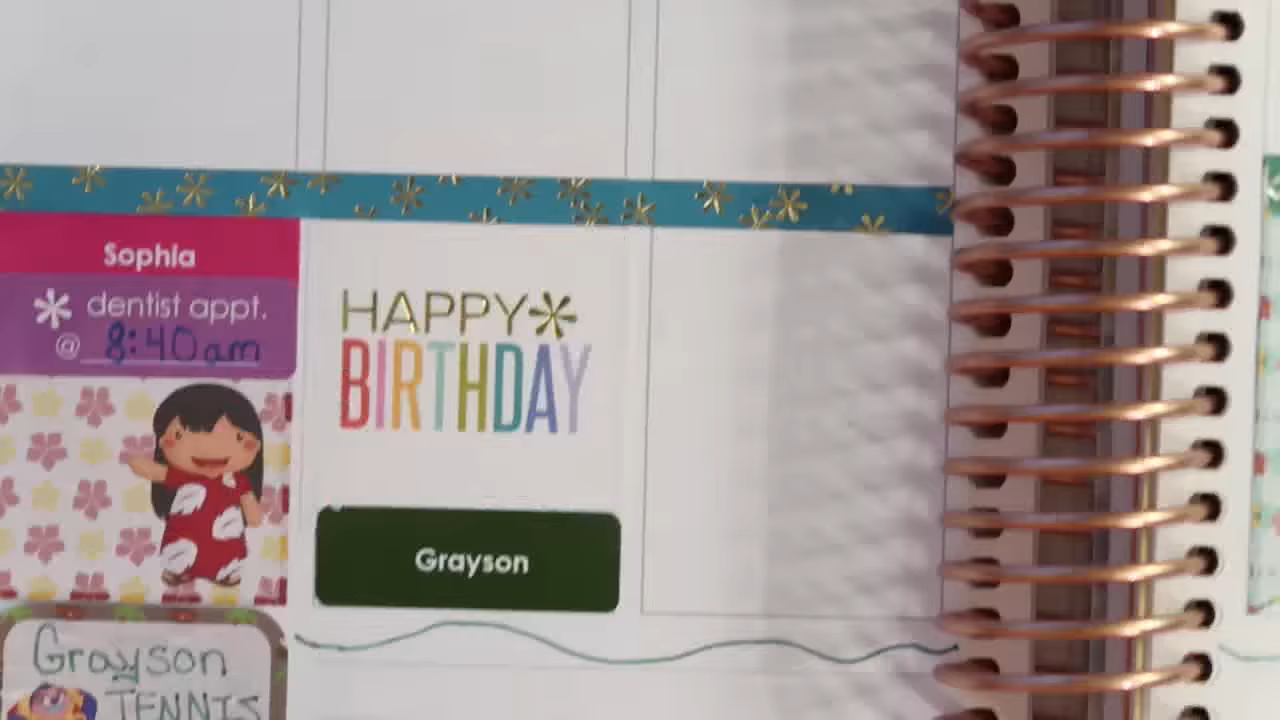 Sophia
dentist appt.
@ 8:40am
HAPPY
BIRTHDAY
Grayson
Grayson
TENNIS